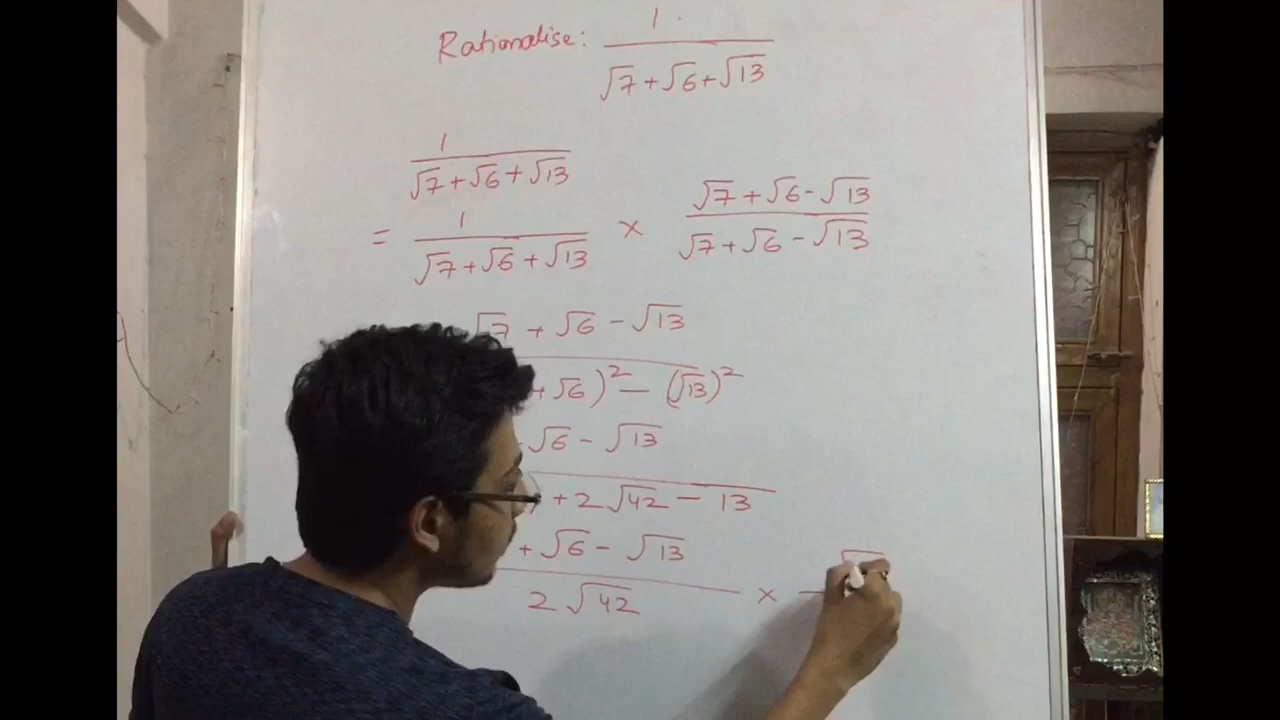 Rationalise: 1 / √7 + √6 + √13
1 / √7 + √6 + √13
= 1 / √7 + √6 + √13 × √7 + √6 - √13 / √7 + √6 - √13
√7 + √6 - √13
+ √6 )² - (√13)²
√6 - √13
+ 2√42 - 13
+ √6 - √13
2√42 ×